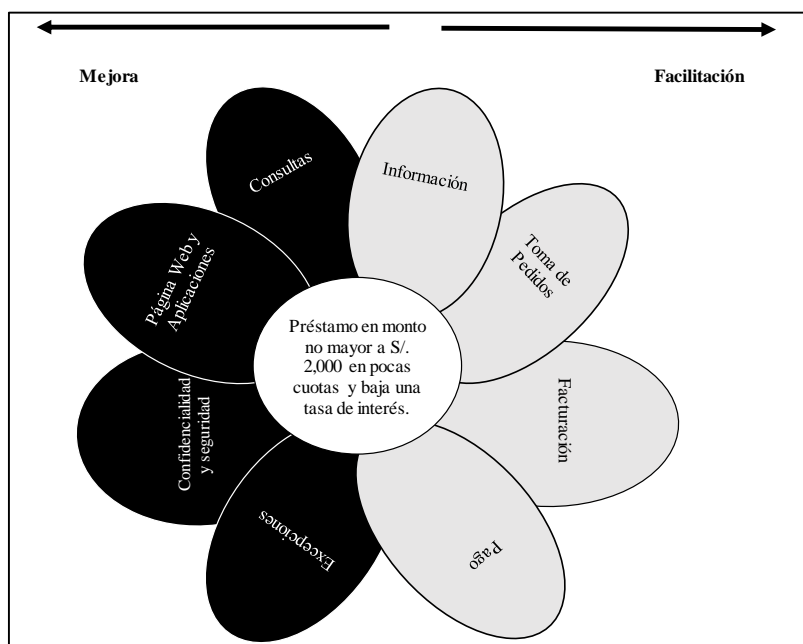 Mejora
Facilitación
Consultas
Información
Página Web y
Aplicaciones
Toma de
Pedidos
Préstamo en monto
no mayor a S/.
2,000 en pocas
cuotas y baja una
tasa de interés.
Confidencialidad
y seguridad
Facturación
Excepciones
Pago